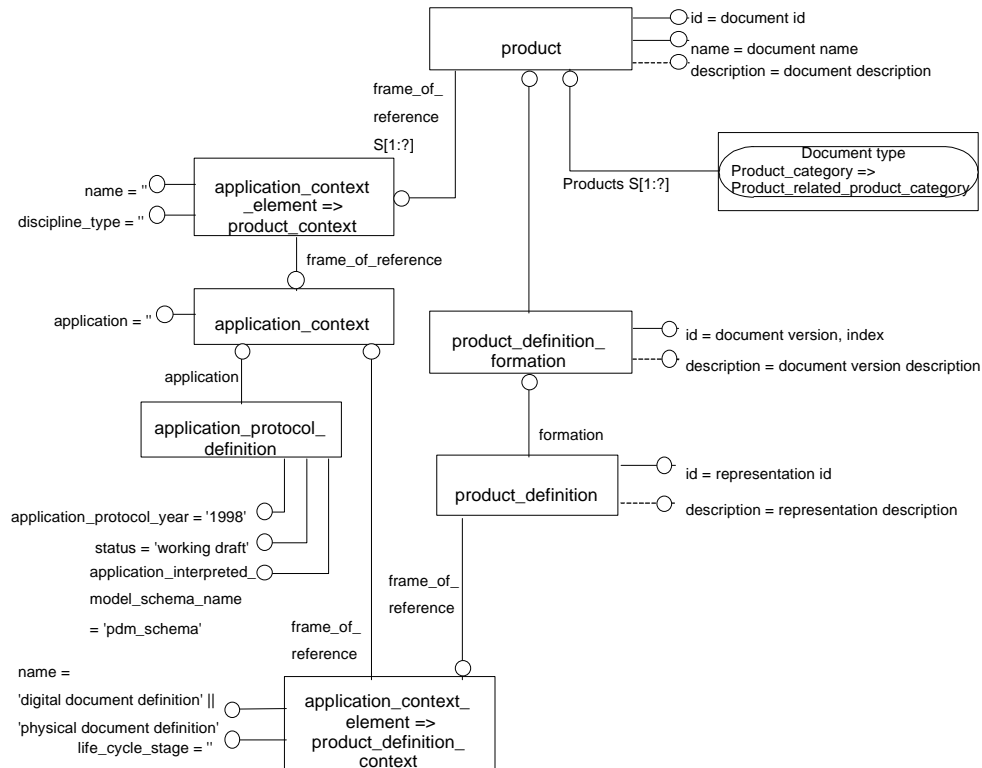 product
id = document id
name = document name
description = document description
frame_of_
reference
S[1:?]
Document type
Product_category =>
Product_related_product_category
Products S[1:?]
name = ''
discipline_type = ''
application_context
_element =>
product_context
frame_of_reference
application = ''
application_context
product_definition_
formation
id = document version, index
description = document version description
application
application_protocol_
definition
formation
product_definition
id = representation id
description = representation description
application_protocol_year = '1998'
status = 'working draft'
application_interpreted_
model_schema_name
= 'pdm_schema'
frame_of_
reference
frame_of_
reference
name =
'digital document definition' ||
'physical document definition'
life_cycle_stage = ''
application_context_
element =>
product_definition_
context